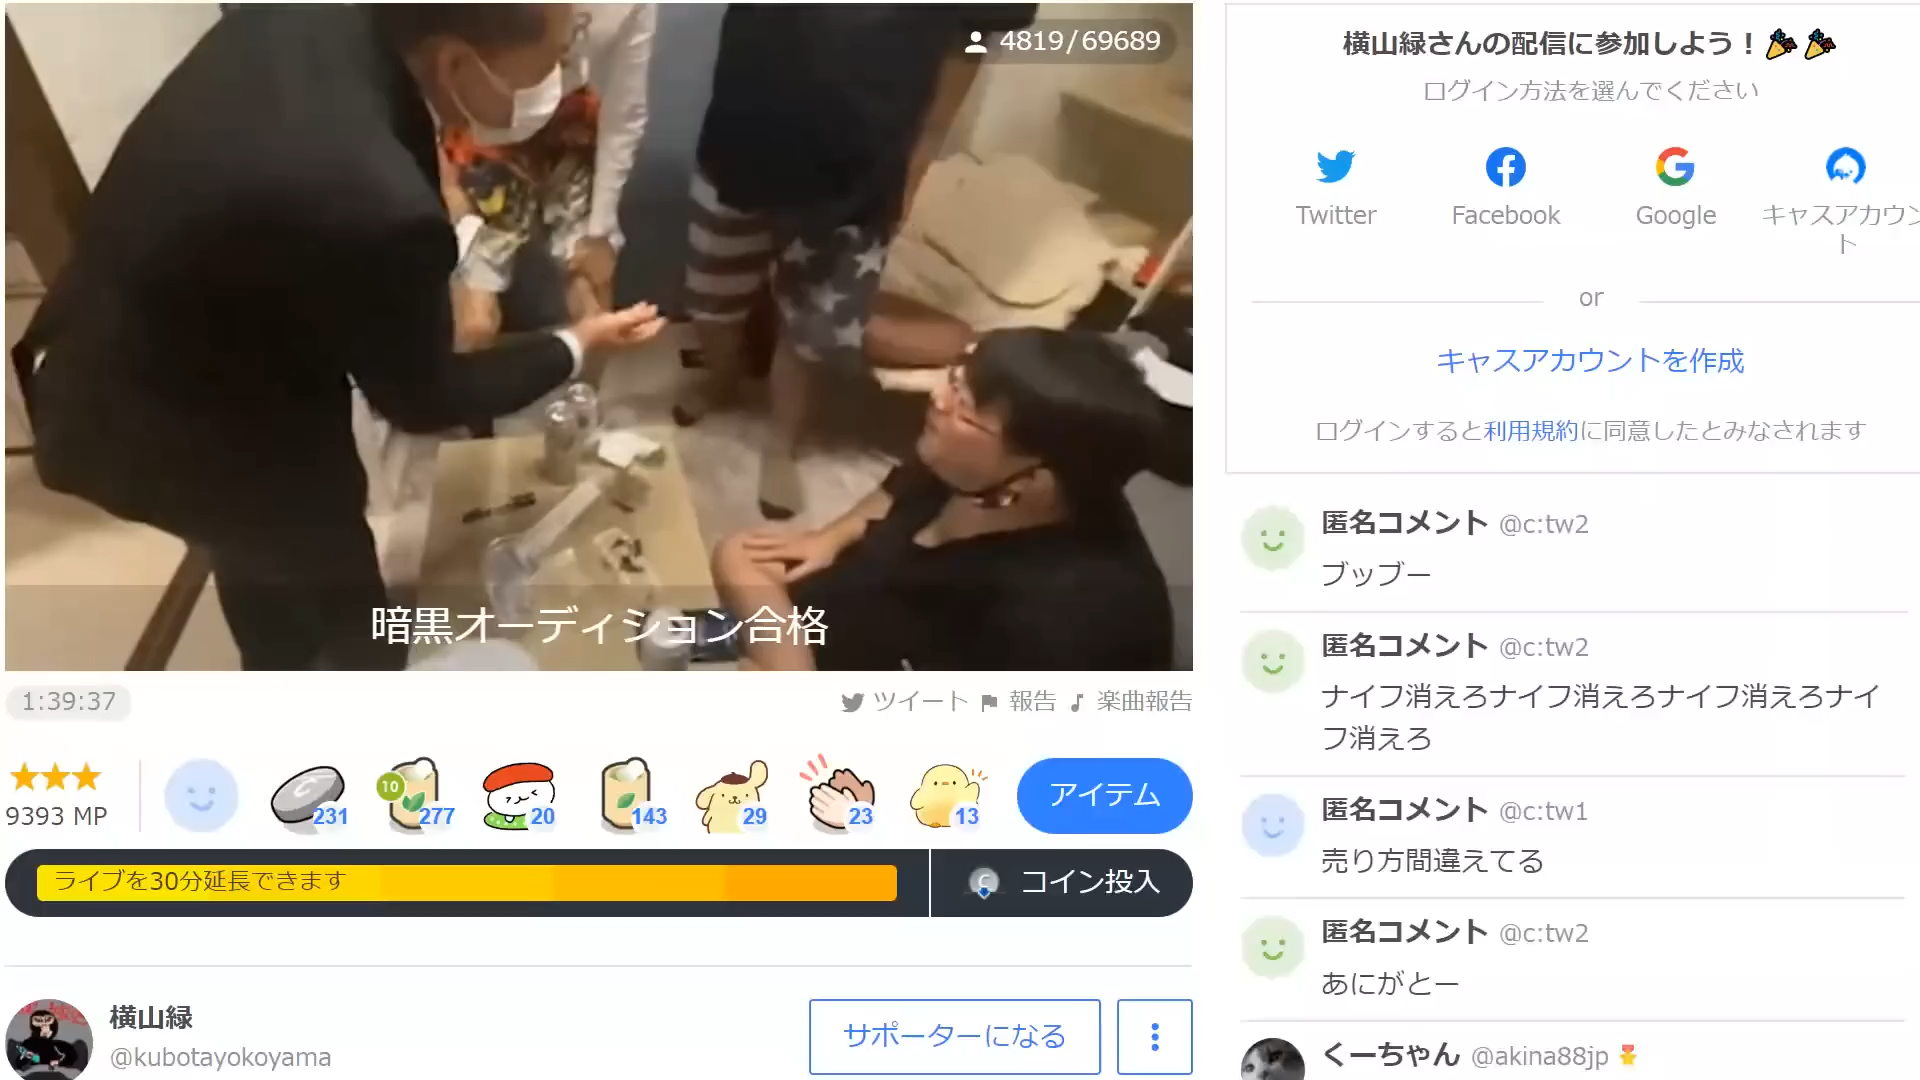 4819/69689
暗黒オーディション合格
1:39:37
ツイート 報告 楽曲報告
9393 MP
231
10
277
20
143
29
23
13
アイテム
ライブを30分延長できます
コイン投入
横山緑
@kubotayokoyama
サポーターになる
横山緑さんの配信に参加しよう！
ログイン方法を選んでください
Twitter
Facebook
Google
キャスアカウン
ト
or
キャスアカウントを作成
ログインすると利用規約に同意したとみなされます
匿名コメント @c:tw2
ブッブー
匿名コメント @c:tw2
ナイフ消えろナイフ消えろナイフ消えろナイ
フ消えろ
匿名コメント @c:tw1
売り方間違えてる
匿名コメント @c:tw2
あにがとー
くーちゃん @akina88jp